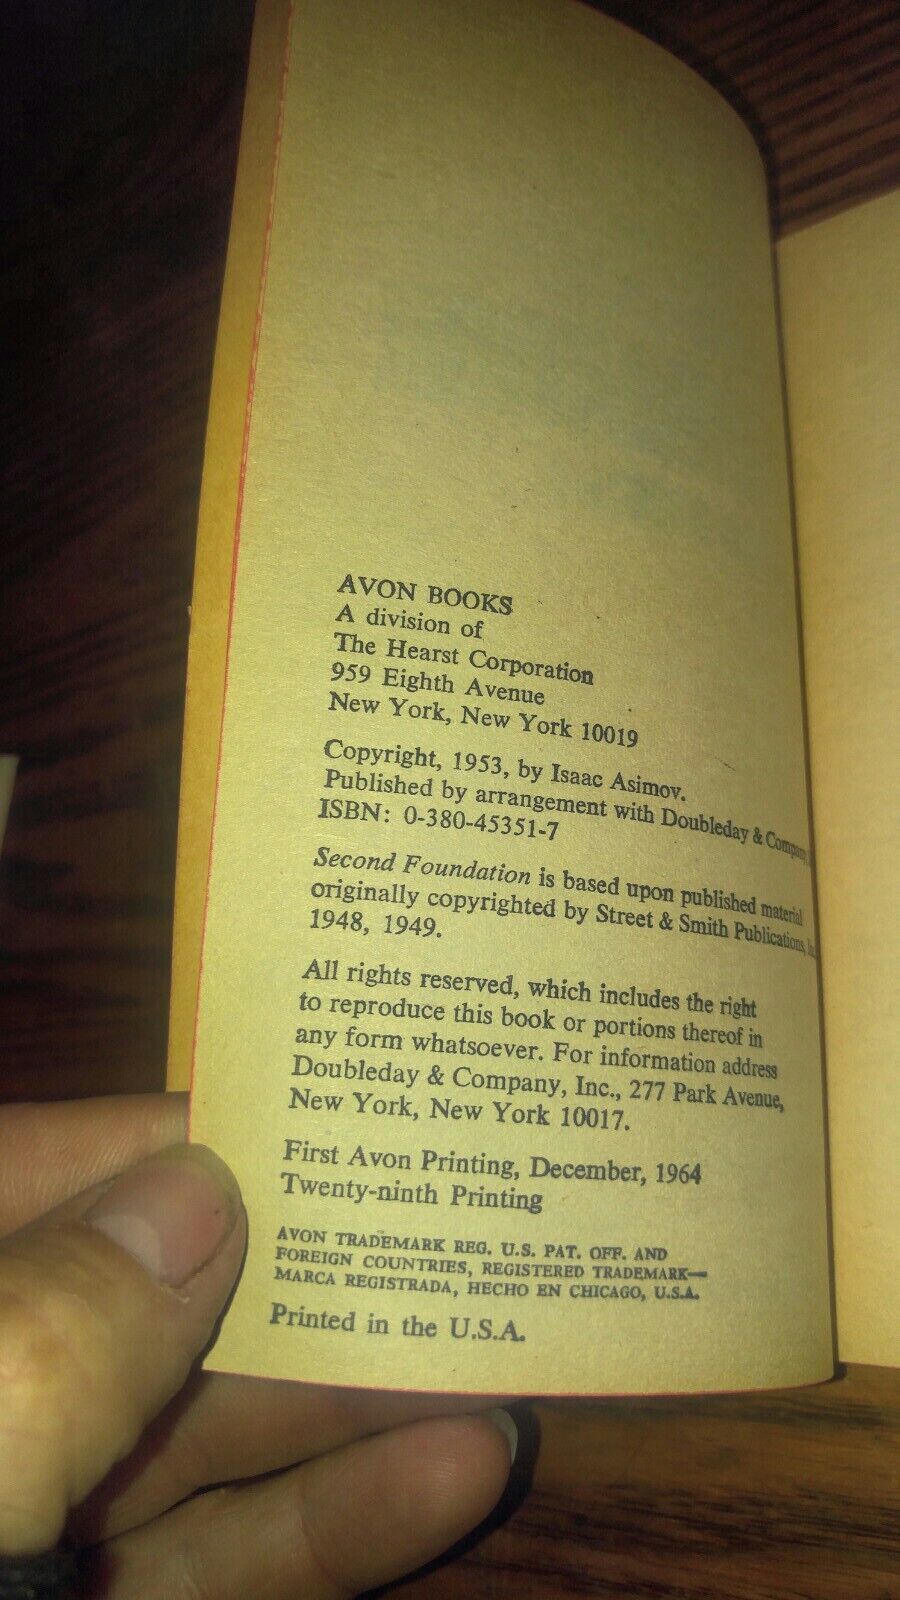 AVON BOOKS
A division of
The Hearst Corporation
959 Eighth Avenue
New York, New York 10019
Copyright, 1953, by Isaac Asimov.
Published by arrangement with Doubleday & Company,
ISBN: 0-380-45351-7
Second Foundation is based upon published material
originally copyrighted by Street & Smith Publications, Inc.
1948, 1949.
All rights reserved, which includes the right
to reproduce this book or portions thereof in
any form whatsoever. For information address
Doubleday & Company, Inc., 277 Park Avenue,
New York, New York 10017.
First Avon Printing, December, 1964
Twenty-ninth Printing
AVON TRADEMARK REG. U.S. PAT. OFF. AND
FOREIGN COUNTRIES, REGISTERED TRADEMARK—
MARCA REGISTRADA, HECHO EN CHICAGO, U.S.A.
Printed in the U.S.A.